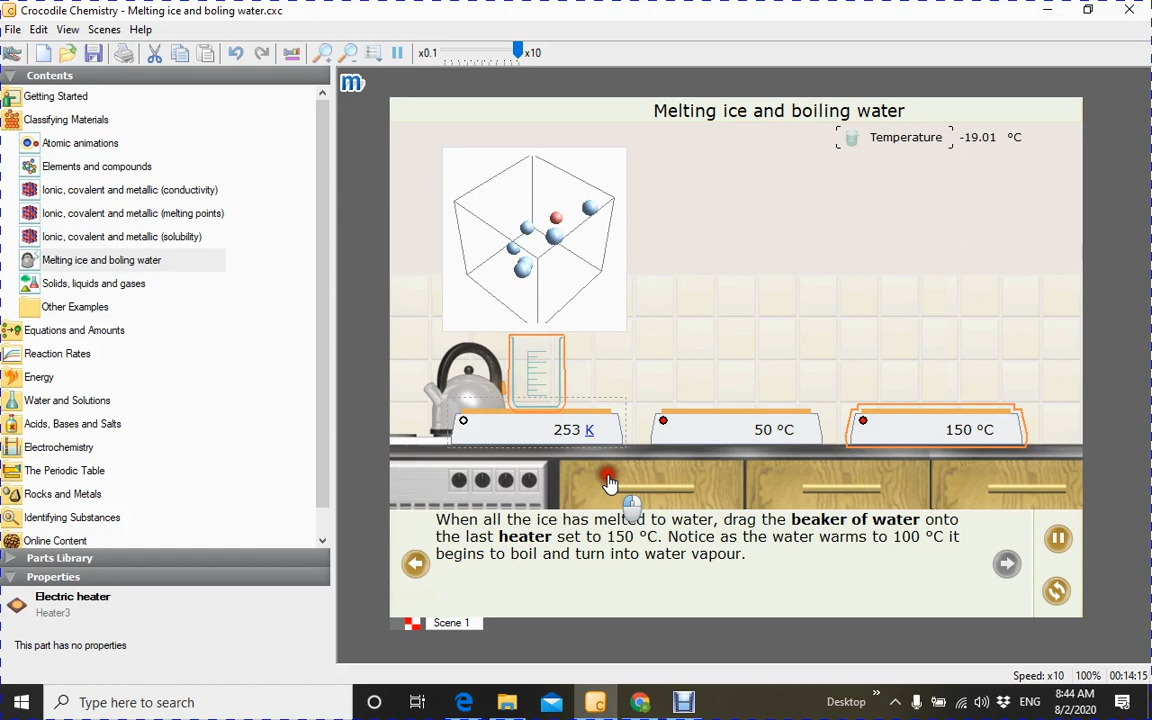 Crocodile Chemistry - Melting ice and boling water.cxc
File Edit View Scenes Help
x0.1 x10
Contents
Getting Started
Classifying Materials
Atomic animations
Elements and compounds
Ionic, covalent and metallic (conductivity)
Ionic, covalent and metallic (melting points)
Ionic, covalent and metallic (solubility)
Melting ice and boiling water
Solids, liquids and gases
Other Examples
Equations and Amounts
Reaction Rates
Energy
Water and Solutions
Acids, Bases and Salts
Electrochemistry
The Periodic Table
Rocks and Metals
Identifying Substances
Online Content
Parts Library
Properties
Electric heater
Heater3
This part has no properties
m
Melting ice and boiling water
Temperature -19.01 °C
253 K
50 °C
150 °C
When all the ice has melted to water, drag the beaker of water onto
the last heater set to 150 °C. Notice as the water warms to 100 °C it
begins to boil and turn into water vapour.
Scene 1
Speed: x10 100% 00:14:15
Type here to search
Desktop
ENG
8:44 AM
8/2/2020